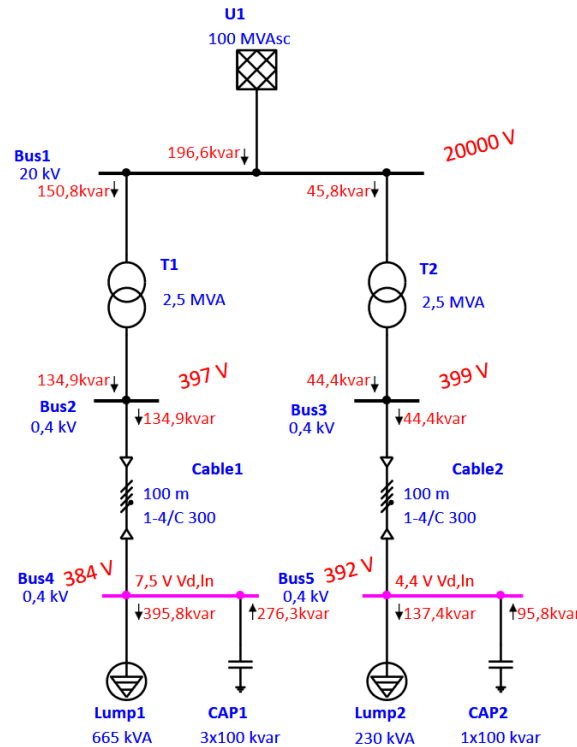 U1
100 MVAsc
196,6kvar
20000 V
Bus1
20 kV
150,8kvar
45,8kvar
T1
2,5 MVA
T2
2,5 MVA
134,9kvar
397 V
44,4kvar
399 V
Bus2
0,4 kV
134,9kvar
Bus3
0,4 kV
44,4kvar
Cable1
100 m
1-4/C 300
Cable2
100 m
1-4/C 300
Bus4
0,4 kV
384 V
7,5 V Vd,ln
395,8kvar
276,3kvar
Bus5
0,4 kV
392 V
4,4 V Vd,ln
137,4kvar
95,8kvar
Lump1
665 kVA
CAP1
3x100 kvar
Lump2
230 kVA
CAP2
1x100 kvar